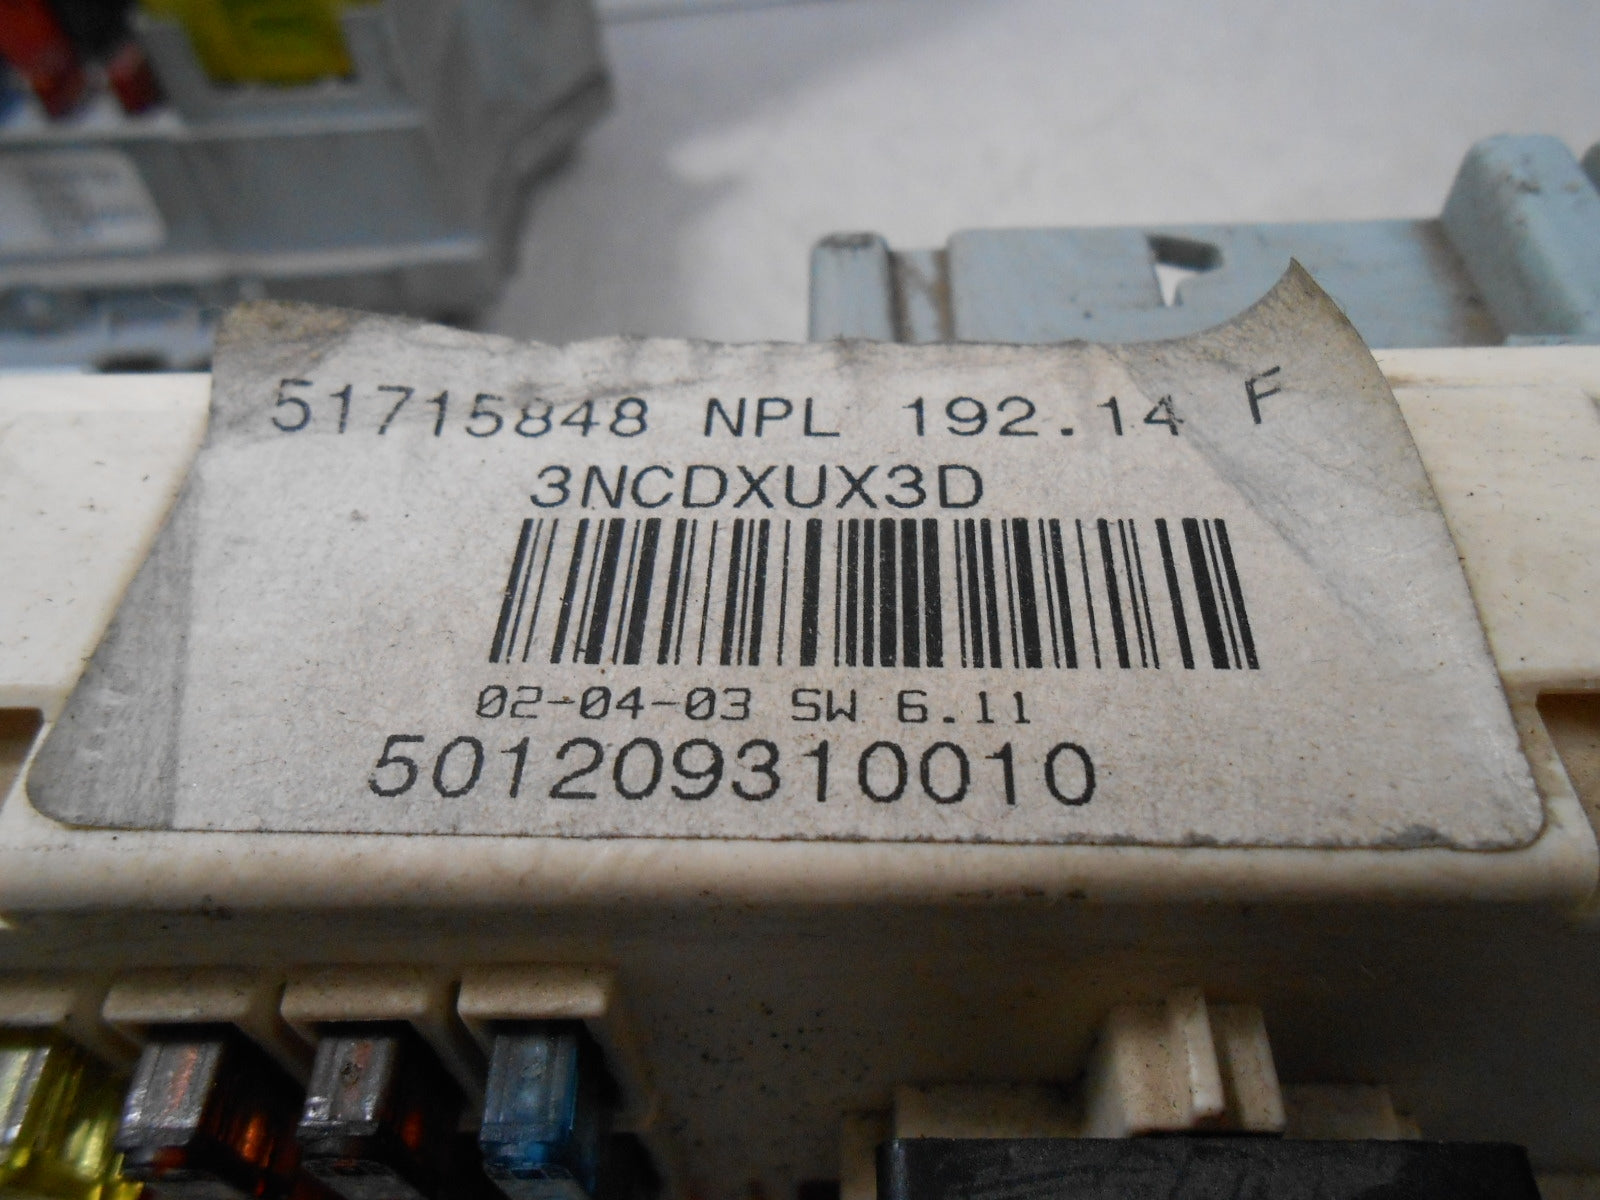 51715848 NPL 192.14 F
3NCDXUX3D
02-04-03 SW 6.11
501209310010